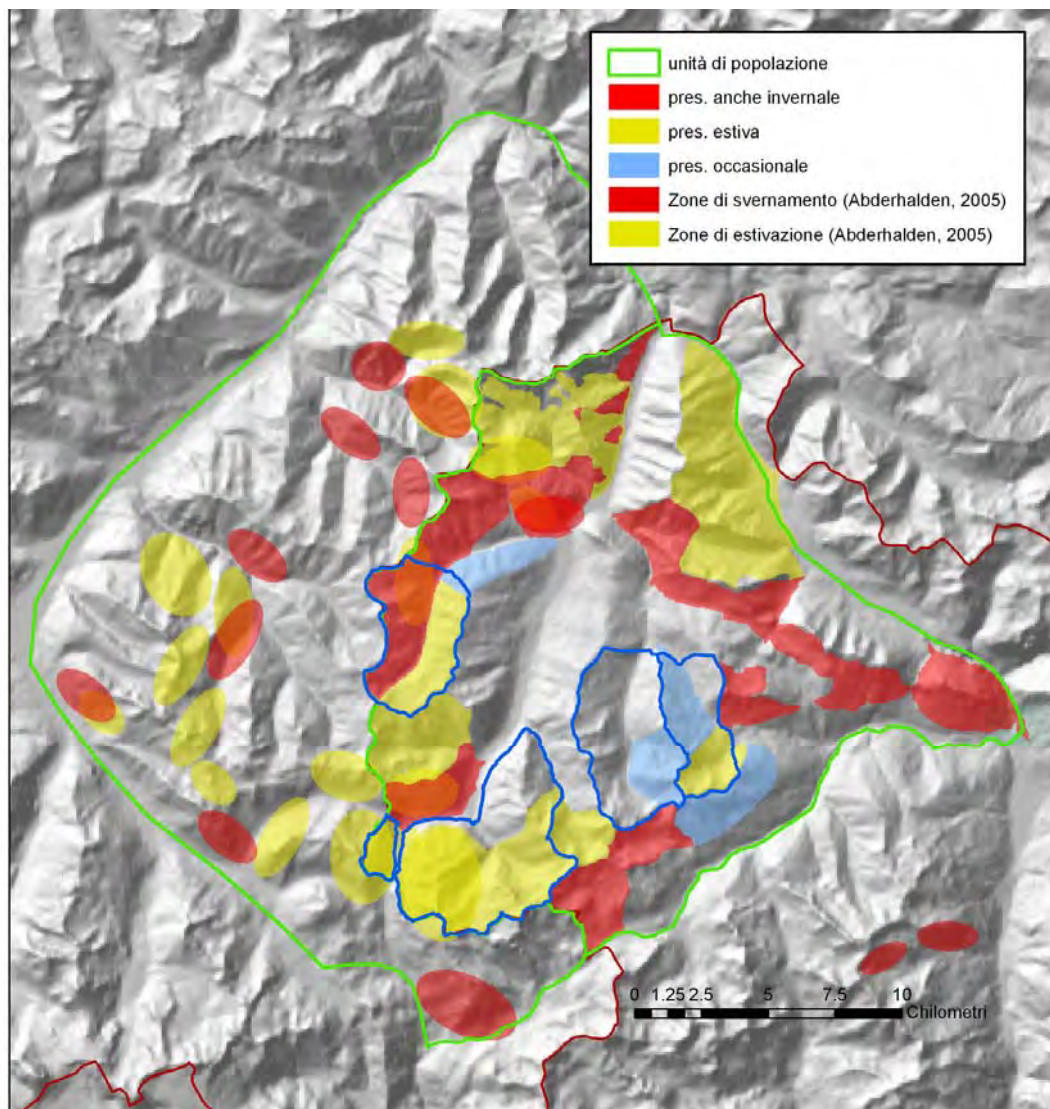 unità di popolazione
pres. anche invernale
pres. estiva
pres. occasionale
Zone di svernamento (Abderhalden, 2005)
Zone di estivazione (Abderhalden, 2005)
0 1.25 2.5 5 7.5 10
Chilometri